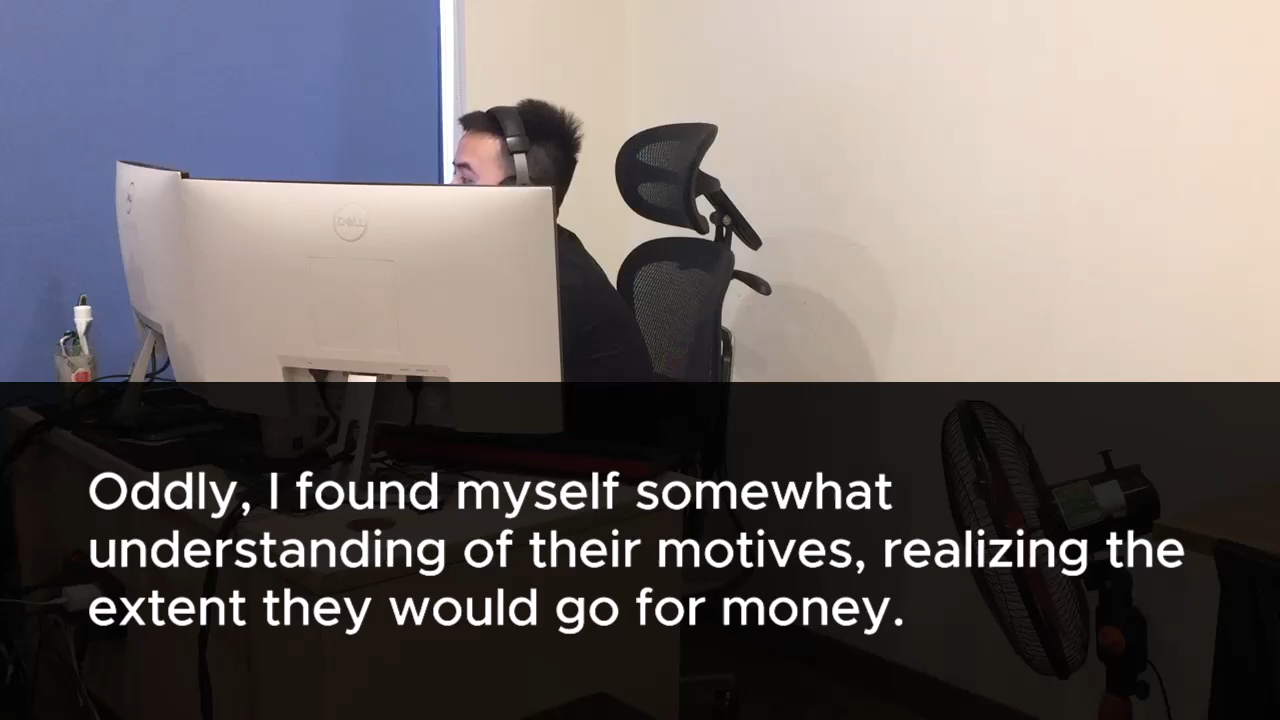 DELL
Oddly, I found myself somewhat
understanding of their motives, realizing the
extent they would go for money.